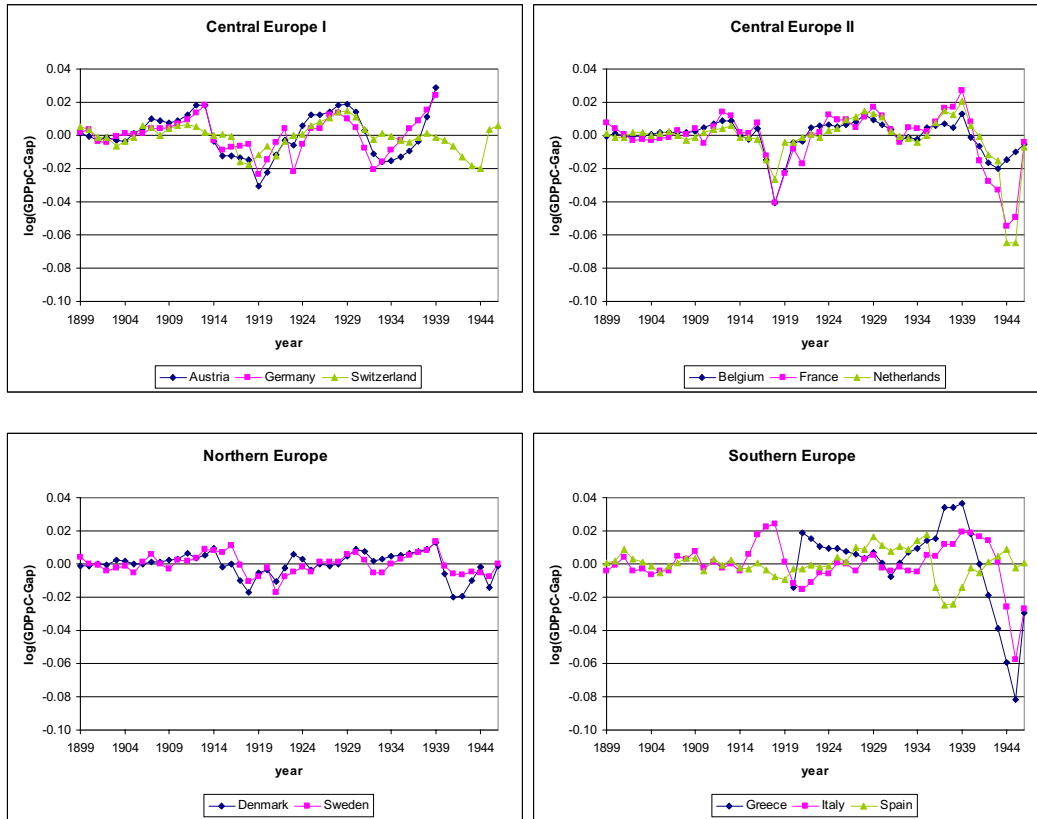 Central Europe I
0.04
0.02
0.00
-0.02
-0.04
-0.06
-0.08
-0.10
log(GDPpC-Gap)
1899 1904 1909 1914 1919 1924 1929 1934 1939 1944
year
Austria Germany Switzerland
Central Europe II
0.04
0.02
0.00
-0.02
-0.04
-0.06
-0.08
-0.10
log(GDPpC-Gap)
1899 1904 1909 1914 1919 1924 1929 1934 1939 1944
year
Belgium France Netherlands
Northern Europe
0.04
0.02
0.00
-0.02
-0.04
-0.06
-0.08
-0.10
log(GDPpC-Gap)
1899 1904 1909 1914 1919 1924 1929 1934 1939 1944
year
Denmark Sweden
Southern Europe
0.04
0.02
0.00
-0.02
-0.04
-0.06
-0.08
-0.10
log(GDPpC-Gap)
1899 1904 1909 1914 1919 1924 1929 1934 1939 1944
year
Greece Italy Spain